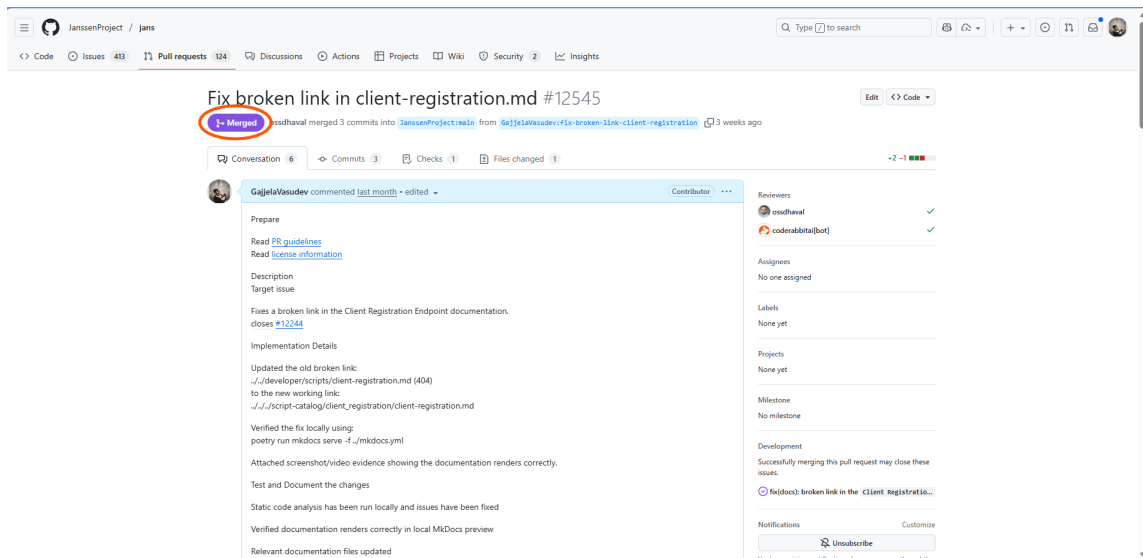 JanssenProject / jans
Type / to search
Code Issues 413 Pull requests 124 Discussions Actions Projects Wiki Security 2 Insights
Fix broken link in client-registration.md #12545
Edit Code
Merged ossdhaval merged 3 commits into JanssenProject:main from GajjelaVasudev:fix-broken-link-client-registration 3 weeks ago
Conversation 6 Commits 3 Checks 1 Files changed 1
+2 −1
GajjelaVasudev commented last month • edited
Contributor
Prepare
Read PR guidelines
Read license information
Description
Target issue
Fixes a broken link in the Client Registration Endpoint documentation.
closes #12244
Implementation Details
Updated the old broken link:
../../developer/scripts/client-registration.md (404)
to the new working link:
../../../script-catalog/client_registration/client-registration.md
Verified the fix locally using:
poetry run mkdocs serve -f ../mkdocs.yml
Attached screenshot/video evidence showing the documentation renders correctly.
Test and Document the changes
Static code analysis has been run locally and issues have been fixed
Verified documentation renders correctly in local MkDocs preview
Relevant documentation files updated
Reviewers
ossdhaval
coderabbitai[bot]
Assignees
No one assigned
Labels
None yet
Projects
None yet
Milestone
No milestone
Development
Successfully merging this pull request may close these
issues.
fix(docs): broken link in the Client Registratio...
Notifications Customize
Unsubscribe